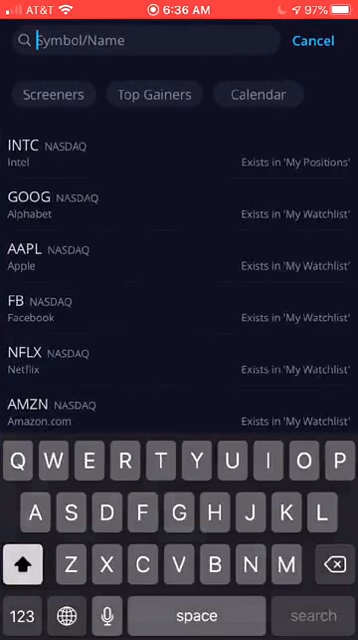 AT&T 6:36 AM 97%
Symbol/Name Cancel
Screeners Top Gainers Calendar
INTC NASDAQ
Intel Exists in 'My Positions'
GOOG NASDAQ
Alphabet Exists in 'My Watchlist'
AAPL NASDAQ
Apple Exists in 'My Watchlist'
FB NASDAQ
Facebook Exists in 'My Watchlist'
NFLX NASDAQ
Netflix Exists in 'My Watchlist'
AMZN NASDAQ
Amazon.com Exists in 'My Watchlist'
Q W E R T Y U I O P
A S D F G H J K L
Z X C V B N M
123 space search